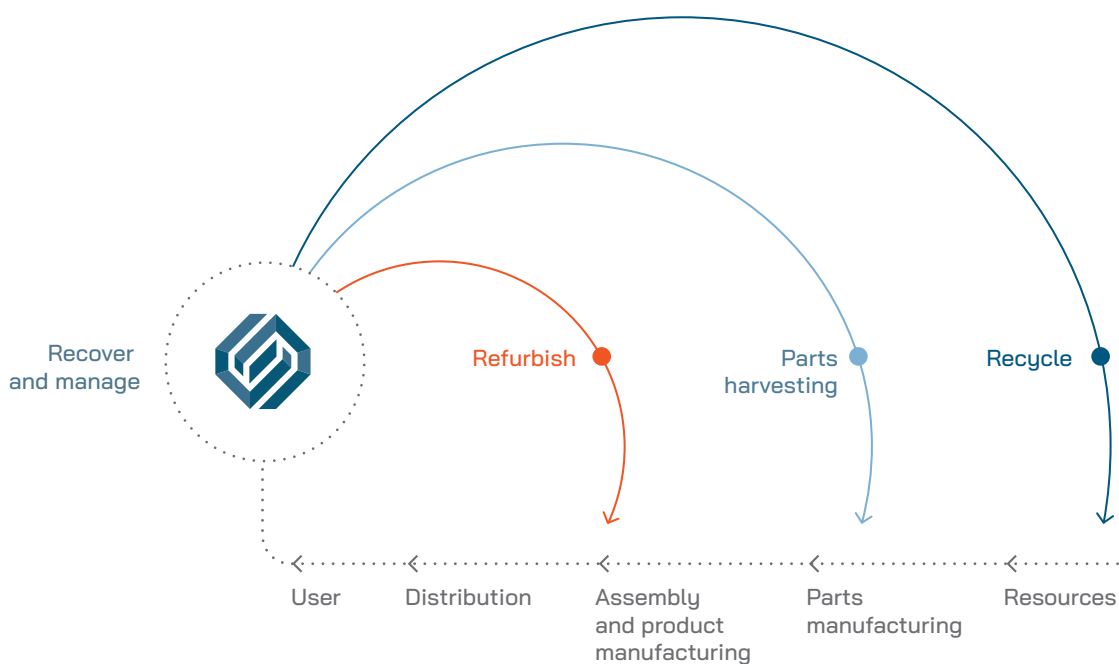 Recover
and manage
Refurbish
Parts
harvesting
Recycle
User
Distribution
Assembly
and product
manufacturing
Parts
manufacturing
Resources